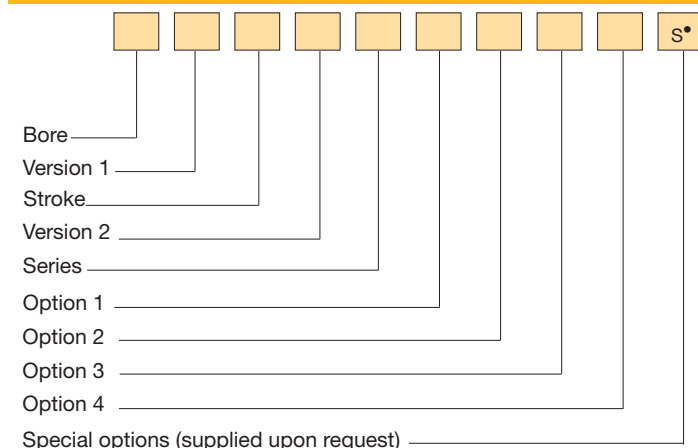 S•
Bore
Version 1
Stroke
Version 2
Series
Option 1
Option 2
Option 3
Option 4
Special options (supplied upon request)